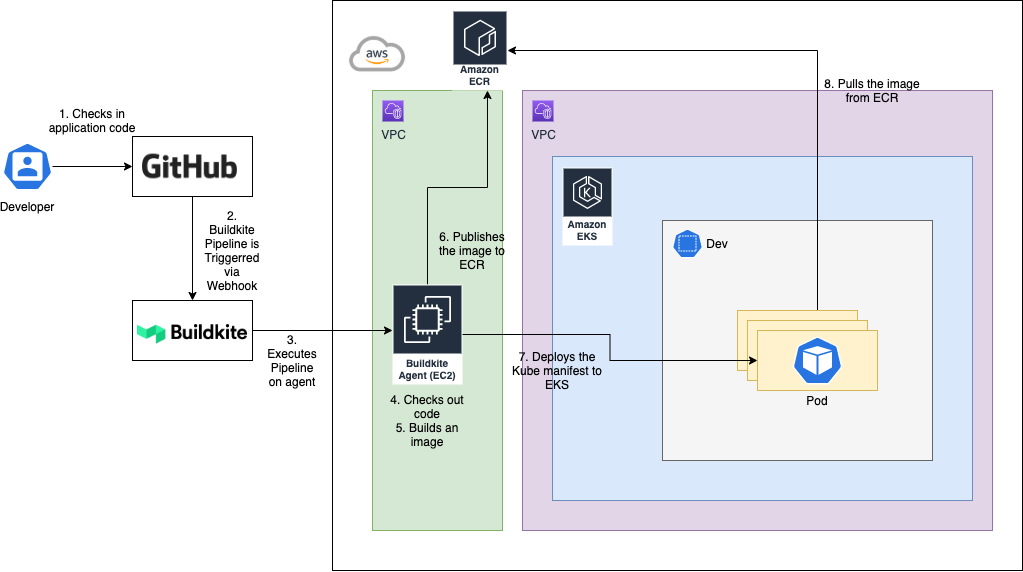 aws
Amazon
ECR
8. Pulls the image
from ECR
1. Checks in
application code
VPC
VPC
GitHub
Developer
Amazon
EKS
2.
Buildkite
Pipeline is
Triggerred
via
Webhook
6. Publishes
the image to
ECR
Dev
Buildkite
3.
Executes
Pipeline
on agent
Buildkite
Agent (EC2)
7. Deploys the
Kube manifest to
EKS
4. Checks out
code
5. Builds an
image
K
Pod